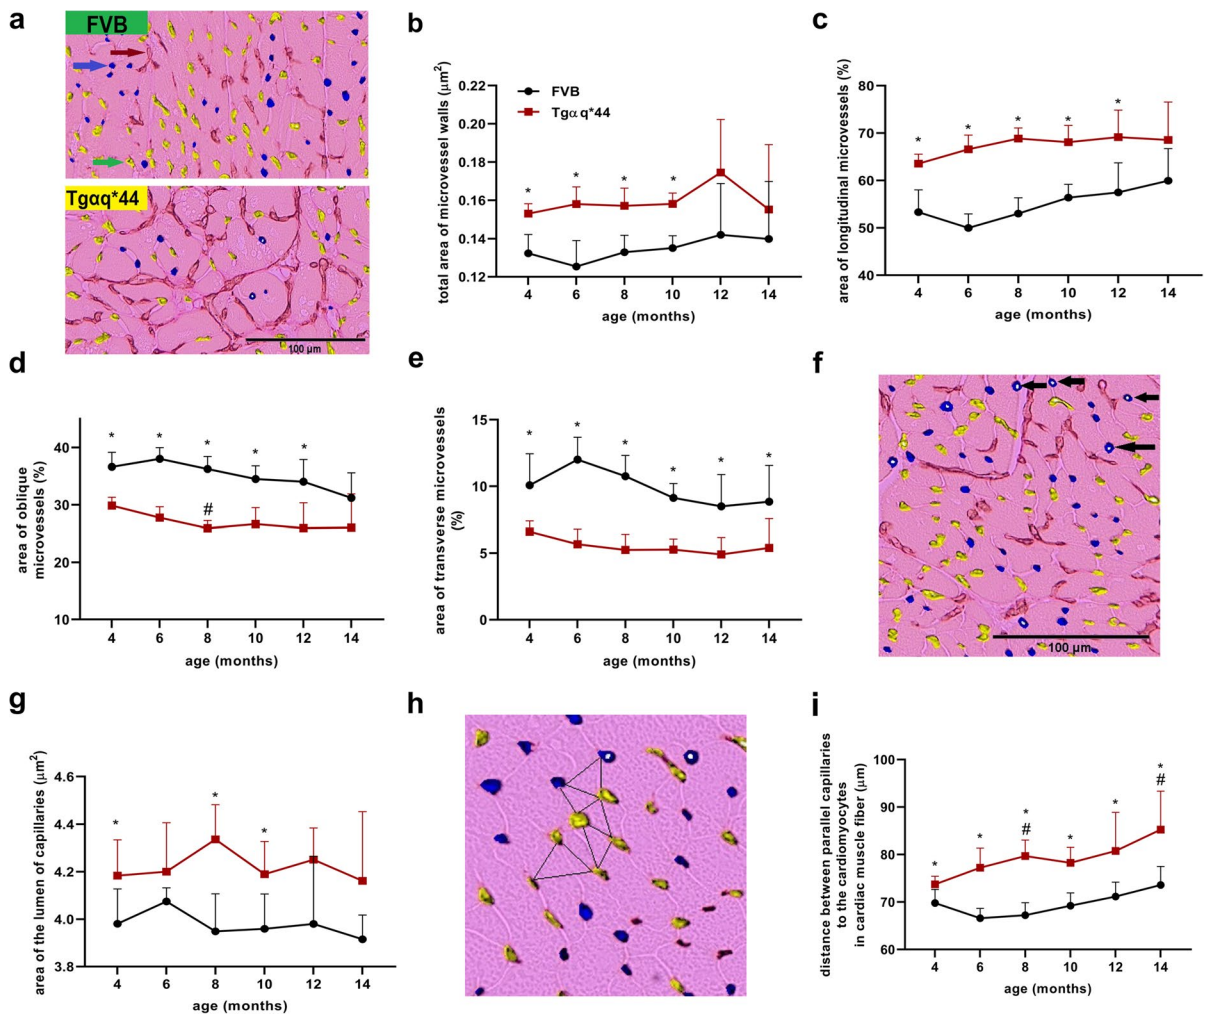 a
FVB
Tgαq*44
100 μm
b
total area of microvessel walls (μm²)
0.22
0.20
0.18
0.16
0.14
0.12
FVB
Tgα q*44
* * * *
4 6 8 10 12 14
age (months)
c
area of longitudinal microvessels (%)
80
70
60
50
40
* * * * *
4 6 8 10 12 14
age (months)
d
area of oblique
microvessels (%)
40
30
20
10
* * * * *
#
4 6 8 10 12 14
age (months)
e
area of transverse microvessels
(%)
15
10
5
0
* * * * * *
4 6 8 10 12 14
age (months)
f
100 μm
g
area of the lumen of capillaries (μm²)
4.6
4.4
4.2
4.0
3.8
* * *
4 6 8 10 12 14
age (months)
h
i
distance between parallel capillaries
to the cardiomyocytes
in cardiac muscle fiber (μm)
100
90
80
70
60
* * * * * *
# #
4 6 8 10 12 14
age (months)